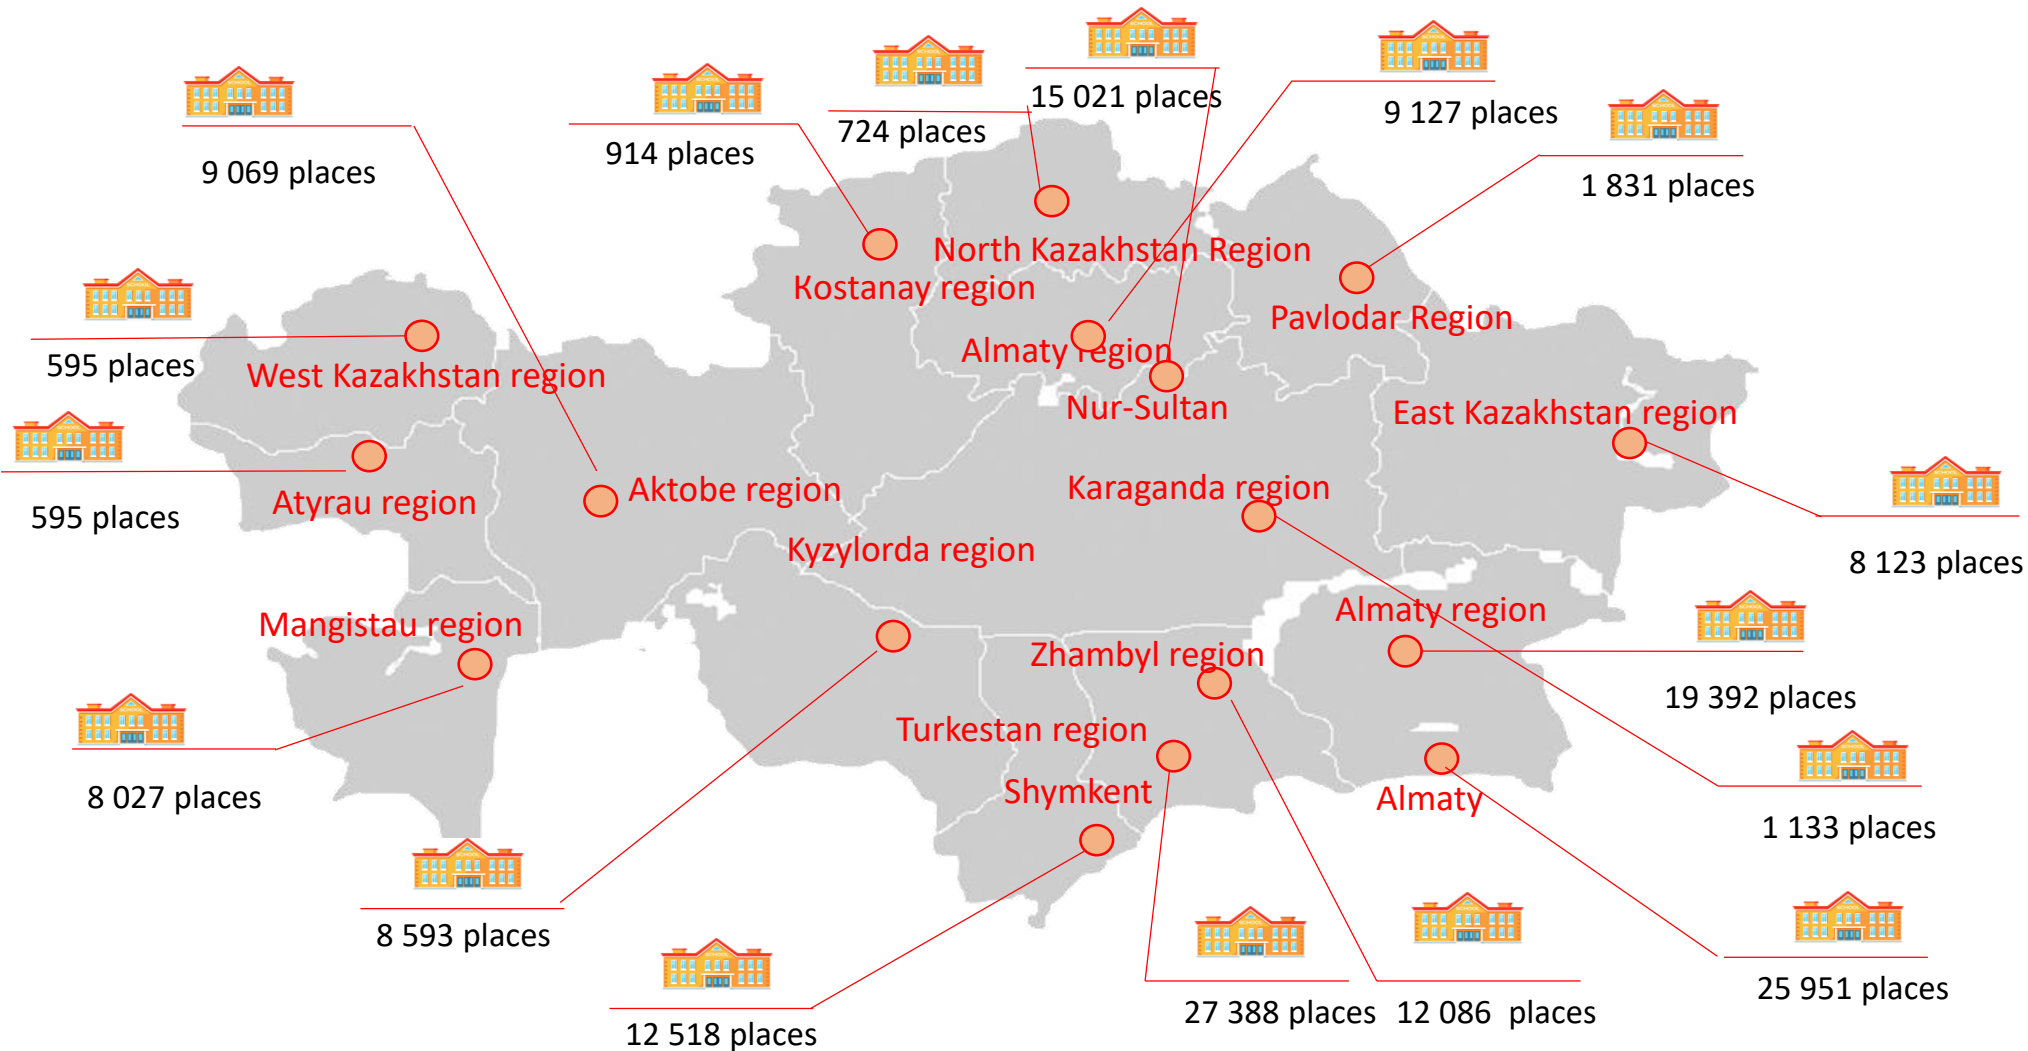 15 021 places
9 127 places
724 places
914 places
9 069 places
1 831 places
North Kazakhstan Region
Kostanay region
Pavlodar Region
Almaty region
595 places
West Kazakhstan region
Nur-Sultan
East Kazakhstan region
Karaganda region
Aktobe region
Atyrau region
595 places
Kyzylorda region
8 123 places
Almaty region
Mangistau region
Zhambyl region
19 392 places
Turkestan region
Shymkent
Almaty
8 027 places
1 133 places
8 593 places
25 951 places
27 388 places
12 086 places
12 518 places